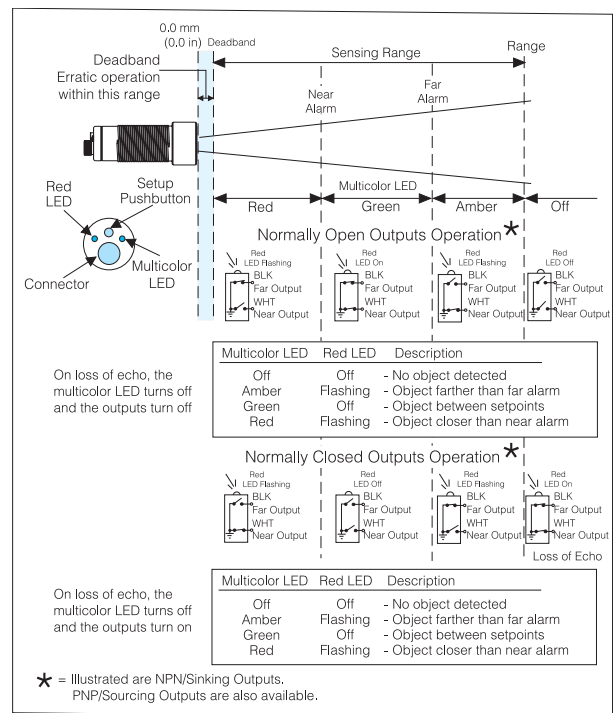 0.0 mm
(0.0 in) Deadband
Sensing Range
Range
Deadband
Erratic operation
within this range
Near
Alarm
Far
Alarm
Red
LED
Setup
Pushbutton
Connector
Multicolor
LED
Multicolor LED
Red
Green
Amber
Off
Normally Open Outputs Operation*
Red
LED Flashing
BLK
Far Output
WHT
Near Output
Red
LED On
BLK
Far Output
WHT
Near Output
Red
LED Flashing
BLK
Far Output
WHT
Near Output
Red
LED Off
BLK
Far Output
WHT
Near Output
On loss of echo, the
multicolor LED turns off
and the outputs turn off
Multicolor LED Red LED Description
Off Off - No object detected
Amber Flashing - Object farther than far alarm
Green Off - Object between setpoints
Red Flashing - Object closer than near alarm
Normally Closed Outputs Operation*
Red
LED Flashing
BLK
Far Output
WHT
Near Output
Red
LED Off
BLK
Far Output
WHT
Near Output
Red
LED Flashing
BLK
Far Output
WHT
Near Output
Red
LED On
BLK
Far Output
WHT
Near Output
Loss of Echo
On loss of echo, the
multicolor LED turns off
and the outputs turn on
Multicolor LED Red LED Description
Off Off - No object detected
Amber Flashing - Object farther than far alarm
Green Off - Object between setpoints
Red Flashing - Object closer than near alarm
* = Illustrated are NPN/Sinking Outputs.
PNP/Sourcing Outputs are also available.